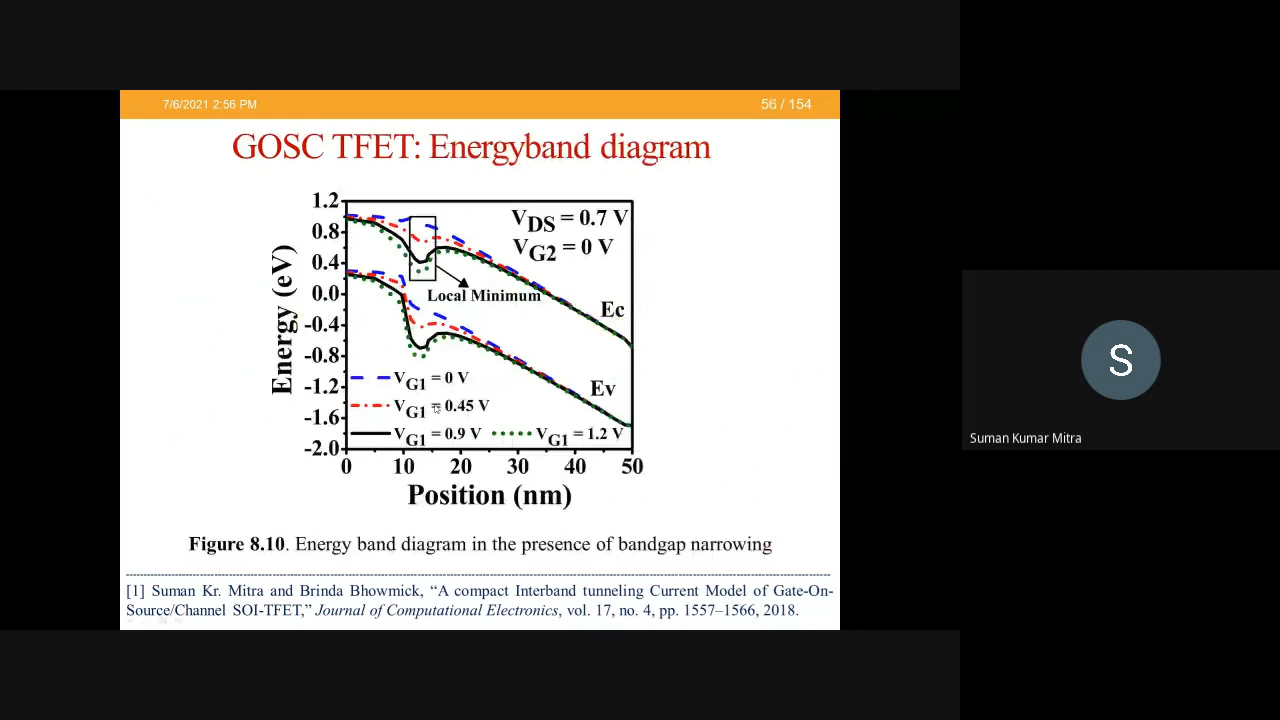 7/6/2021 2:56 PM
56 / 154
GOSC TFET: Energyband diagram
1.2
0.8
0.4
0.0
-0.4
-0.8
-1.2
-1.6
-2.0
Energy (eV)
VDS = 0.7 V
VG2 = 0 V
Local Minimum
Ec
Ev
VG1 = 0 V
VG1 = 0.45 V
VG1 = 0.9 V
VG1 = 1.2 V
0 10 20 30 40 50
Position (nm)
Figure 8.10. Energy band diagram in the presence of bandgap narrowing
[1] Suman Kr. Mitra and Brinda Bhowmick, “A compact Interband tunneling Current Model of Gate-On-
Source/Channel SOI-TFET,” Journal of Computational Electronics, vol. 17, no. 4, pp. 1557–1566, 2018.
S
Suman Kumar Mitra